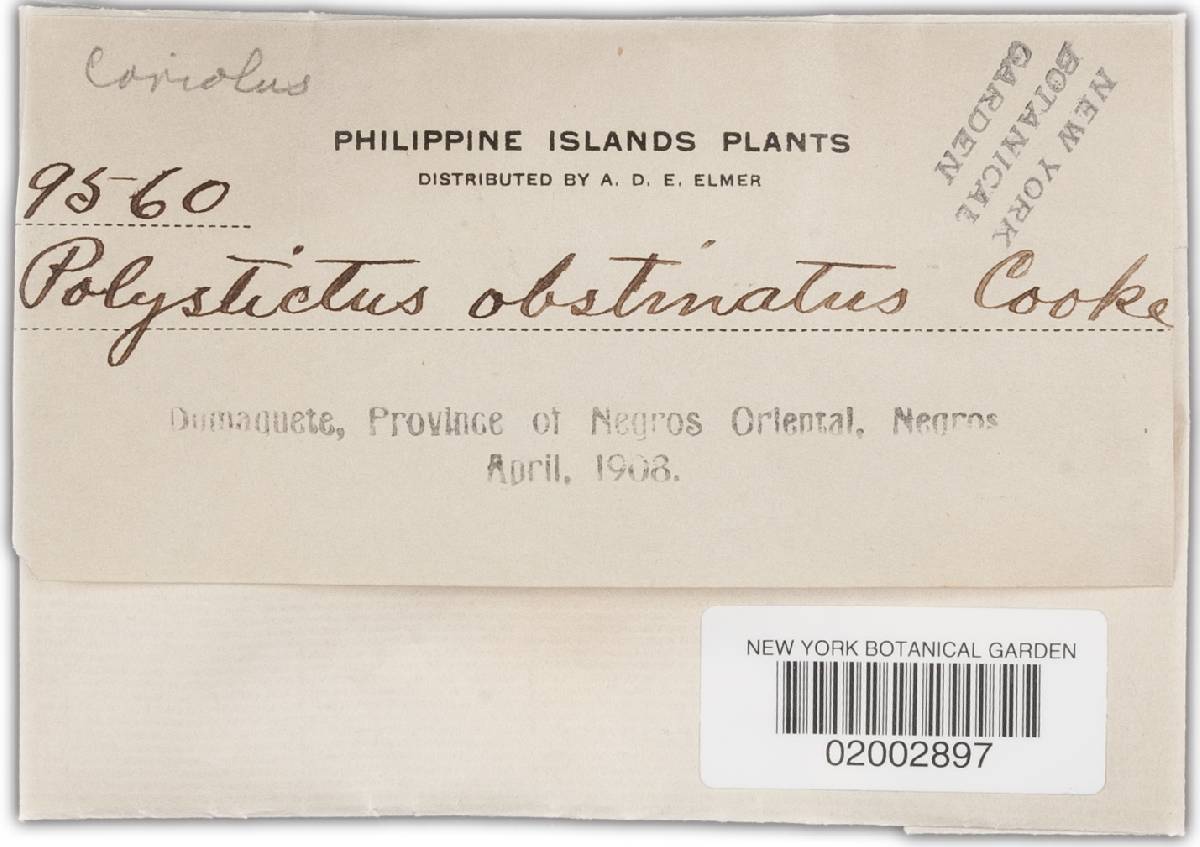 Coriolus
PHILIPPINE ISLANDS PLANTS
DISTRIBUTED BY A. D. E. ELMER
NEW YORK
BOTANICAL
GARDEN
9560
Polystictus obstinatus Cooke
Dumaguete, Province of Negros Oriental, Negros
April, 1908.
NEW YORK BOTANICAL GARDEN
02002897